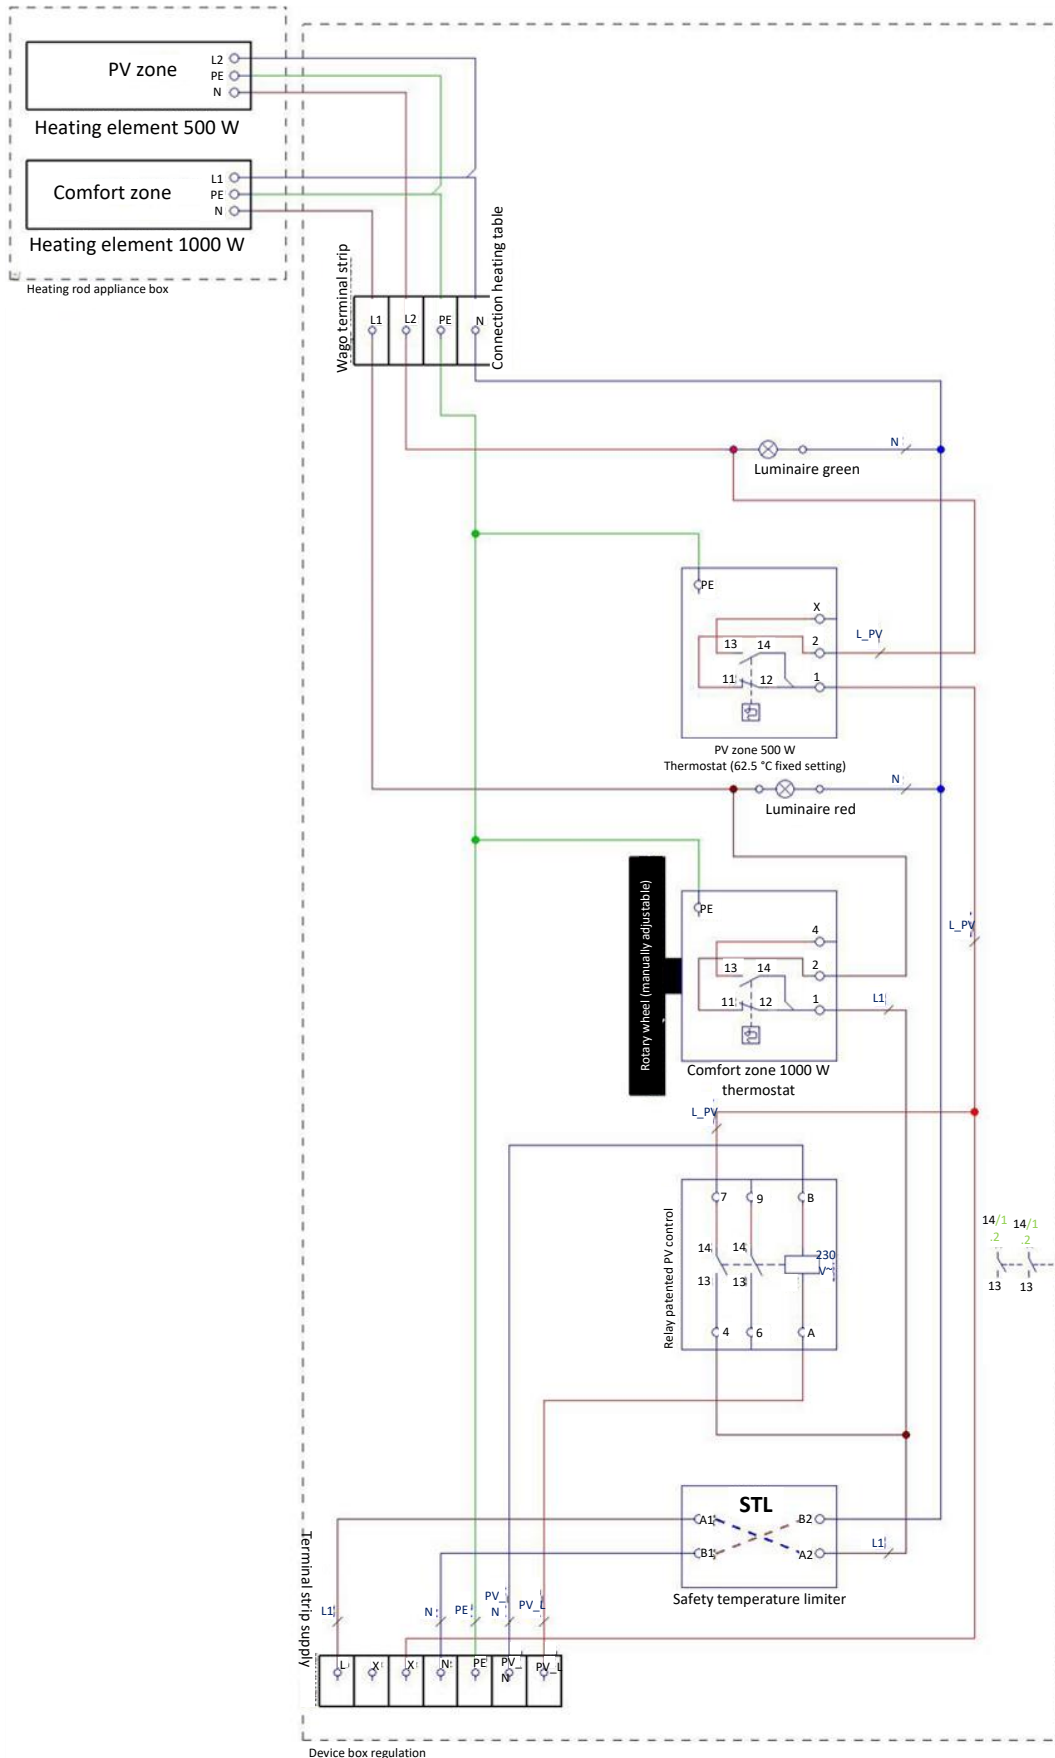 PV zone
L2
PE
N
Heating element 500 W
Comfort zone
L1
PE
N
Heating element 1000 W
Heating rod appliance box
Wago terminal strip
Connection heating table
L1
L2
PE
N
N
Luminaire green
PE
X
2
L_PV
13
14
11
12
1
PV zone 500 W
Thermostat (62.5 °C fixed setting)
N
Luminaire red
Rotary wheel (manually adjustable)
PE
4
L_PV
13
14
2
11
12
1
L1
Comfort zone 1000 W
thermostat
L_PV
Relay patented PV control
7
9
B
14
14
230
V~
13
13
4
6
A
14/1
.2
14/1
.2
13
13
STL
A1
B2
B1
A2
L1
Safety temperature limiter
Terminal strip supply
L1
N
PE
PV_
N
PV_L
L
X
X
N
PE
PV_
N
PV_L
Device box regulation